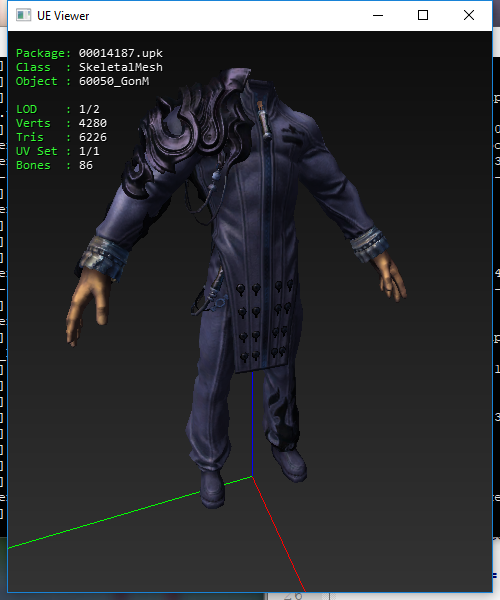 UE Viewer
Package: 00014187.upk
Class : SkeletalMesh
Object : 60050_GonM
LOD : 1/2
Verts : 4280
Tris : 6226
UV Set : 1/1
Bones : 86